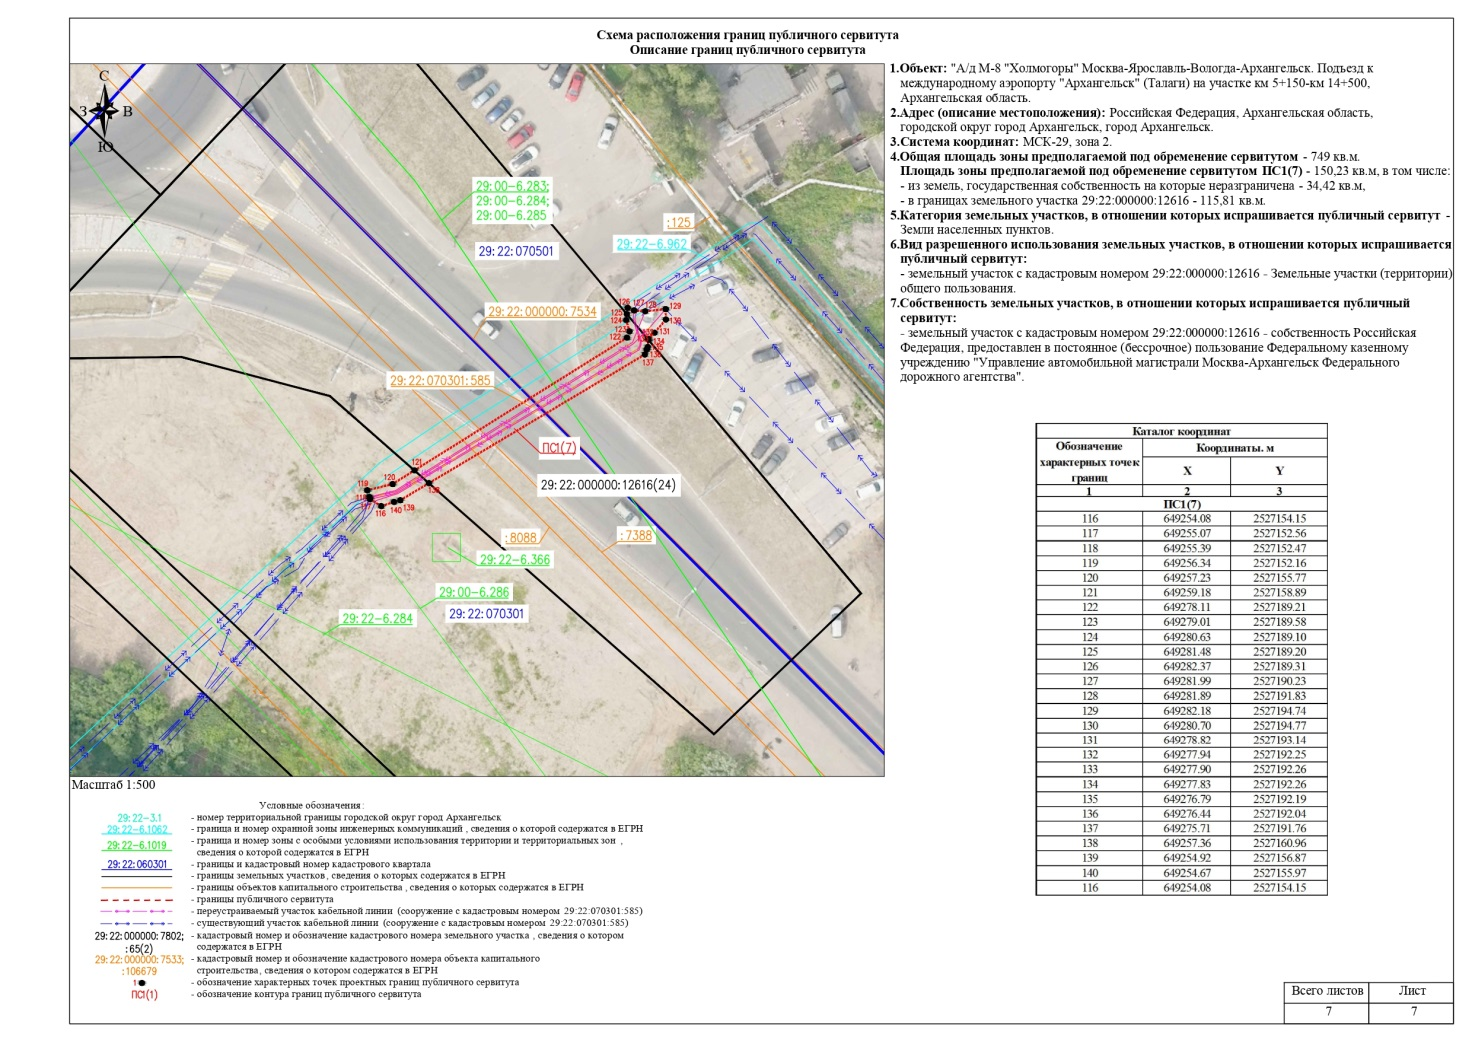 Схема расположения границ публичного сервитута
Описание границ публичного сервитута
С
З
В
Ю
29:00-6.283;
29:00-6.284;
29:00-6.285
29:22:070501
:125
29:22-6.962
29:22:000000:7534
29:22:070301:585
ПС1(7)
29:22:000000:12616(24)
:8088
:7388
29:22-6.366
29:00-6.286
29:22:070301
29:22-6.284
126
129
131
137
121
120
119
116
140
139
Масштаб 1:500
1.Объект: "А/д М-8 "Холмогоры" Москва-Ярославль-Вологда-Архангельск. Подъезд к
международному аэропорту "Архангельск" (Талаги) на участке км 5+150-км 14+500,
Архангельская область.
2.Адрес (описание местоположения): Российская Федерация, Архангельская область,
городской округ город Архангельск, город Архангельск.
3.Система координат: МСК-29, зона 2.
4.Общая площадь зоны предполагаемой под обременение сервитутом - 749 кв.м.
Площадь зоны предполагаемой под обременение сервитутом ПС1(7) - 150,23 кв.м, в том числе:
- из земель, государственная собственность на которые неразграничена - 34,42 кв.м,
- в границах земельного участка 29:22:000000:12616 - 115,81 кв.м.
5.Категория земельных участков, в отношении которых испрашивается публичный сервитут -
Земли населенных пунктов.
6.Вид разрешенного использования земельных участков, в отношении которых испрашивается
публичный сервитут:
- земельный участок с кадастровым номером 29:22:000000:12616 - Земельные участки (территории)
общего пользования.
7.Собственность земельных участков, в отношении которых испрашивается публичный
сервитут:
- земельный участок с кадастровым номером 29:22:000000:12616 - собственность Российская
Федерация, предоставлен в постоянное (бессрочное) пользование Федеральному казенному
учреждению "Управление автомобильной магистрали Москва-Архангельск Федерального
дорожного агентства".
Каталог координат
Обозначение характерных точек границ Координаты. м
X Y
1 2 3
ПС1(7)
116 649254.08 2527154.15
117 649255.07 2527152.56
118 649255.39 2527152.47
119 649256.34 2527152.16
120 649257.23 2527155.77
121 649259.18 2527158.89
122 649278.11 2527189.21
123 649279.01 2527189.58
124 649280.63 2527189.10
125 649281.48 2527189.20
126 649282.37 2527189.31
127 649281.99 2527190.23
128 649281.89 2527191.83
129 649282.18 2527194.74
130 649280.70 2527194.77
131 649278.82 2527193.14
132 649277.94 2527192.25
133 649277.90 2527192.26
134 649277.83 2527192.26
135 649276.79 2527192.19
136 649276.44 2527192.04
137 649275.71 2527191.76
138 649257.36 2527160.96
139 649254.92 2527156.87
140 649254.67 2527155.97
116 649254.08 2527154.15
Условные обозначения:
29:22-3.1 - номер территориальной границы городской округ город Архангельск
29:22-6.1062 - граница и номер охранной зоны инженерных коммуникаций , сведения о которой содержатся в ЕГРН
29:22-6.1019 - граница и номер зоны с особыми условиями использования территории и территориальных зон ,
сведения о которой содержатся в ЕГРН
29:22:060301 - границы и кадастровый номер кадастрового квартала
- границы земельных участков, сведения о которых содержатся в ЕГРН
- границы объектов капитального строительства , сведения о которых содержатся в ЕГРН
- границы публичного сервитута
- переустраиваемый участок кабельной линии (сооружение с кадастровым номером 29:22:070301:585)
- существующий участок кабельной линии (сооружение с кадастровым номером 29:22:070301:585)
29:22:000000:7802; - кадастровый номер и обозначение кадастрового номера земельного участка , сведения о котором
:65(2) содержатся в ЕГРН
29:22:000000:7533; - кадастровый номер и обозначение кадастрового номера объекта капитального
:106679 строительства, сведения о котором содержатся в ЕГРН
1 - обозначение характерных точек проектных границ публичного сервитута
ПС1(1) - обозначение контура границ публичного сервитута
Всего листов Лист
7 7